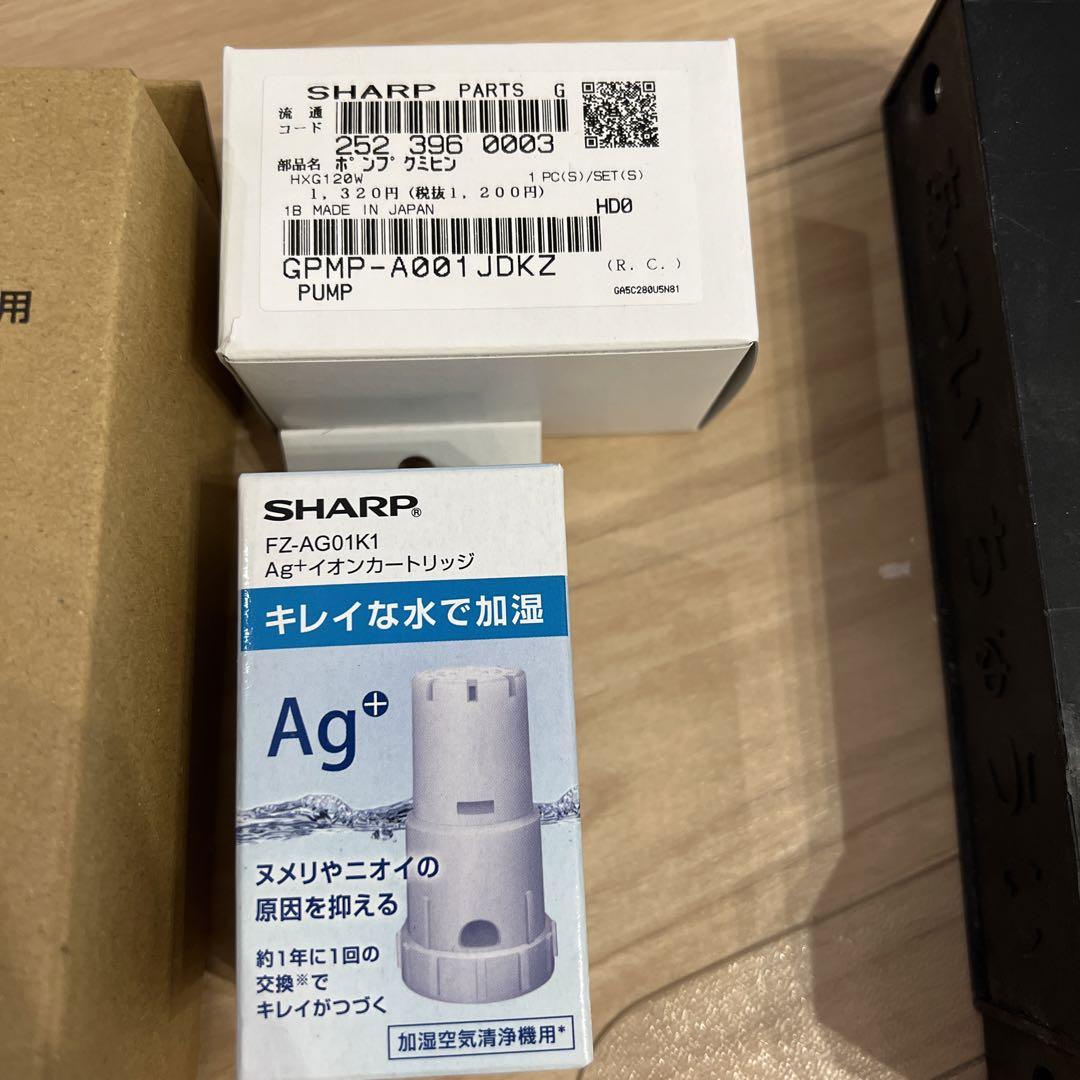 SHARP PARTS G
流通
コード
252 396 0003
部品名 ポンプ クミヒン
HXG120W 1 PC(S)/SET(S)
1,320円(税抜1,200円)
1B MADE IN JAPAN HD0
GPMP-A001JDKZ (R.C.)
PUMP GA5C280U5N81
用
SHARP®
FZ-AG01K1
Ag+イオンカートリッジ
キレイな水で加湿
Ag+
ヌメリやニオイの
原因を抑える
約1年に1回の
交換※で
キレイがつづく
加湿空気清浄機用*